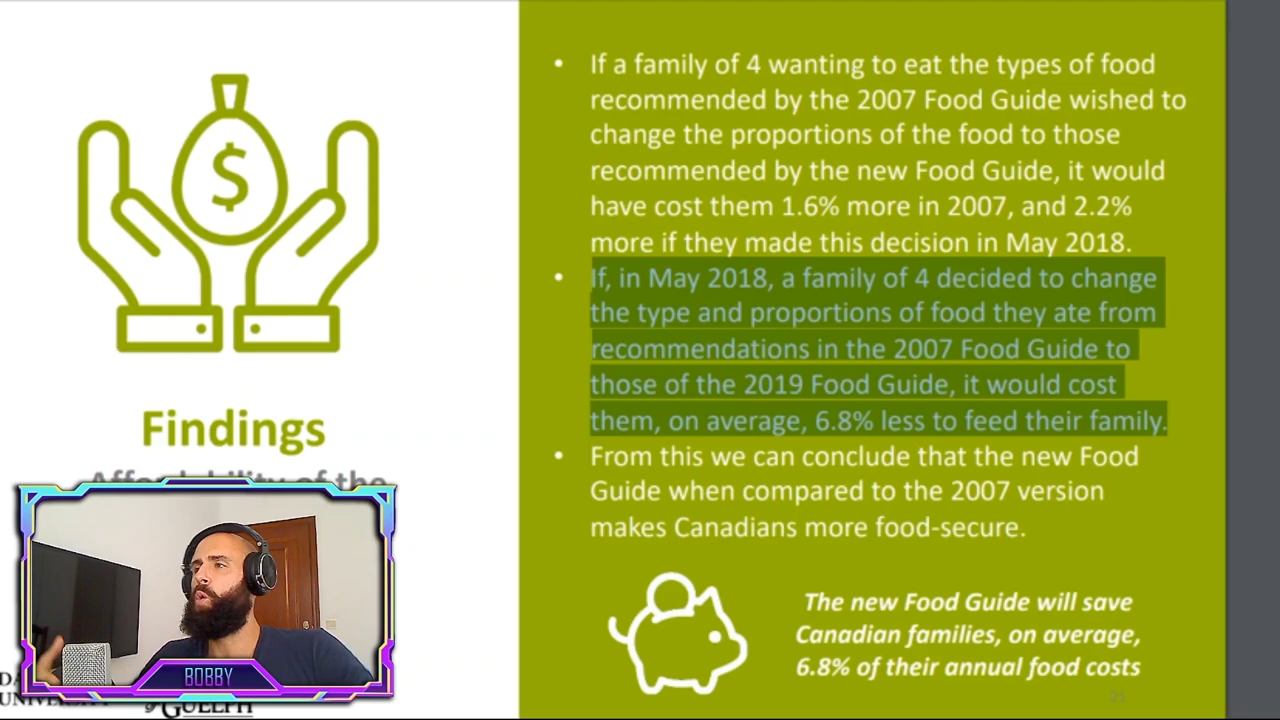 $
Findings
• If a family of 4 wanting to eat the types of food
recommended by the 2007 Food Guide wished to
change the proportions of the food to those
recommended by the new Food Guide, it would
have cost them 1.6% more in 2007, and 2.2%
more if they made this decision in May 2018.
• If, in May 2018, a family of 4 decided to change
the type and proportions of food they ate from
recommendations in the 2007 Food Guide to
those of the 2019 Food Guide, it would cost
them, on average, 6.8% less to feed their family.
• From this we can conclude that the new Food
Guide when compared to the 2007 version
makes Canadians more food-secure.
The new Food Guide will save
Canadian families, on average,
6.8% of their annual food costs
21
BOBBY